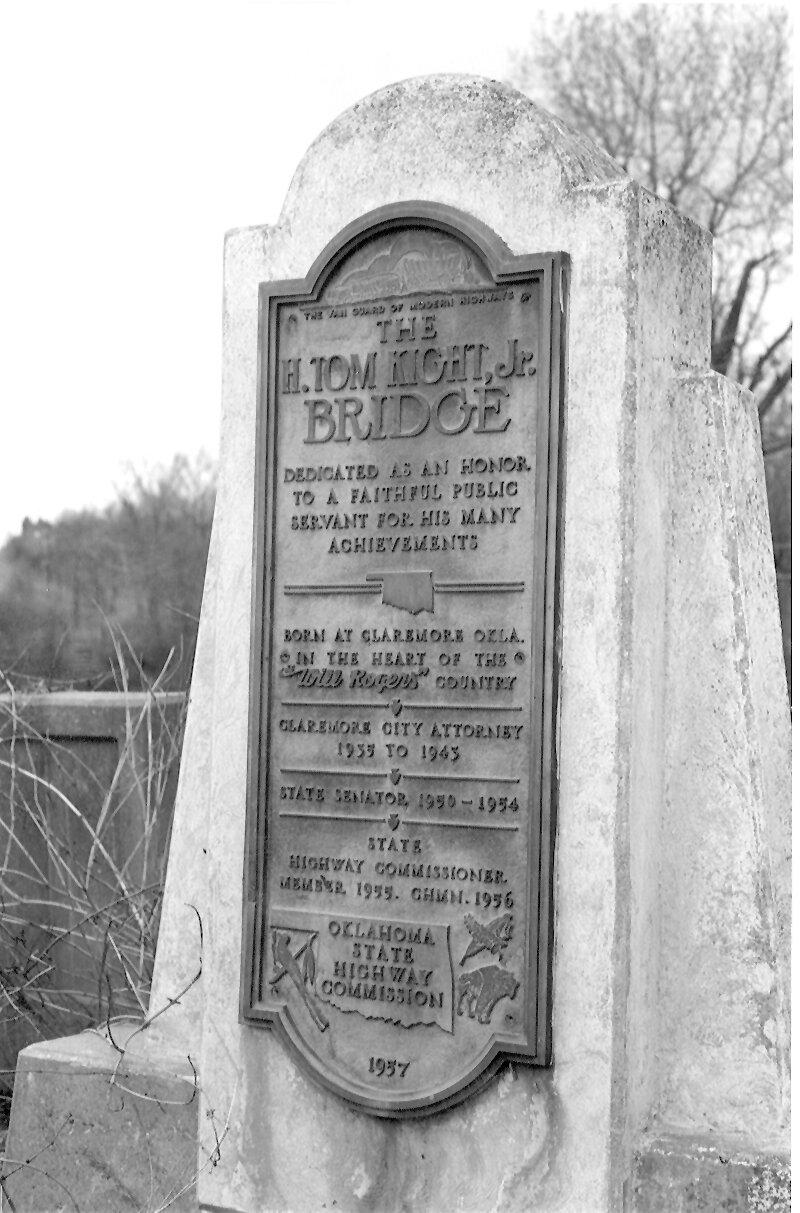 THE VAN GUARD OF MODERN HIGHWAYS
THE
H. TOM KIGHT, Jr.
BRIDGE
DEDICATED AS AN HONOR
TO A FAITHFUL PUBLIC
SERVANT FOR HIS MANY
ACHIEVEMENTS
BORN AT CLAREMORE OKLA.
IN THE HEART OF THE
"Will Rogers" COUNTRY
CLAREMORE CITY ATTORNEY
1935 TO 1943
STATE SENATOR, 1950-1954
STATE
HIGHWAY COMMISSIONER
MEMBER, 1955. CHMN. 1956
OKLAHOMA
STATE
HIGHWAY
COMMISSION
1957